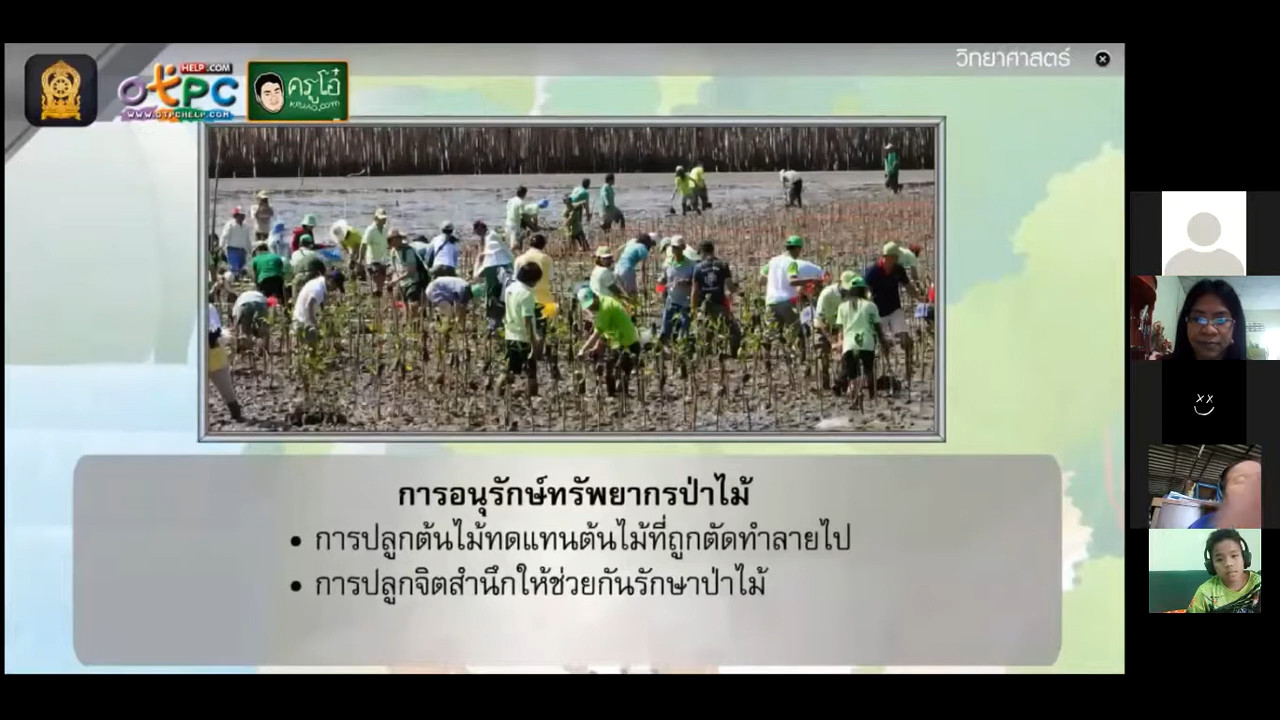 วิทยาศาสตร์
HELP.COM
OTPC
WWW.OTPCHELP.COM
ครูโอ๋
KRUAO.COM
การอนุรักษ์ทรัพยากรป่าไม้
• การปลูกต้นไม้ทดแทนต้นไม้ที่ถูกตัดทำลายไป
• การปลูกจิตสำนึกให้ช่วยกันรักษาป่าไม้